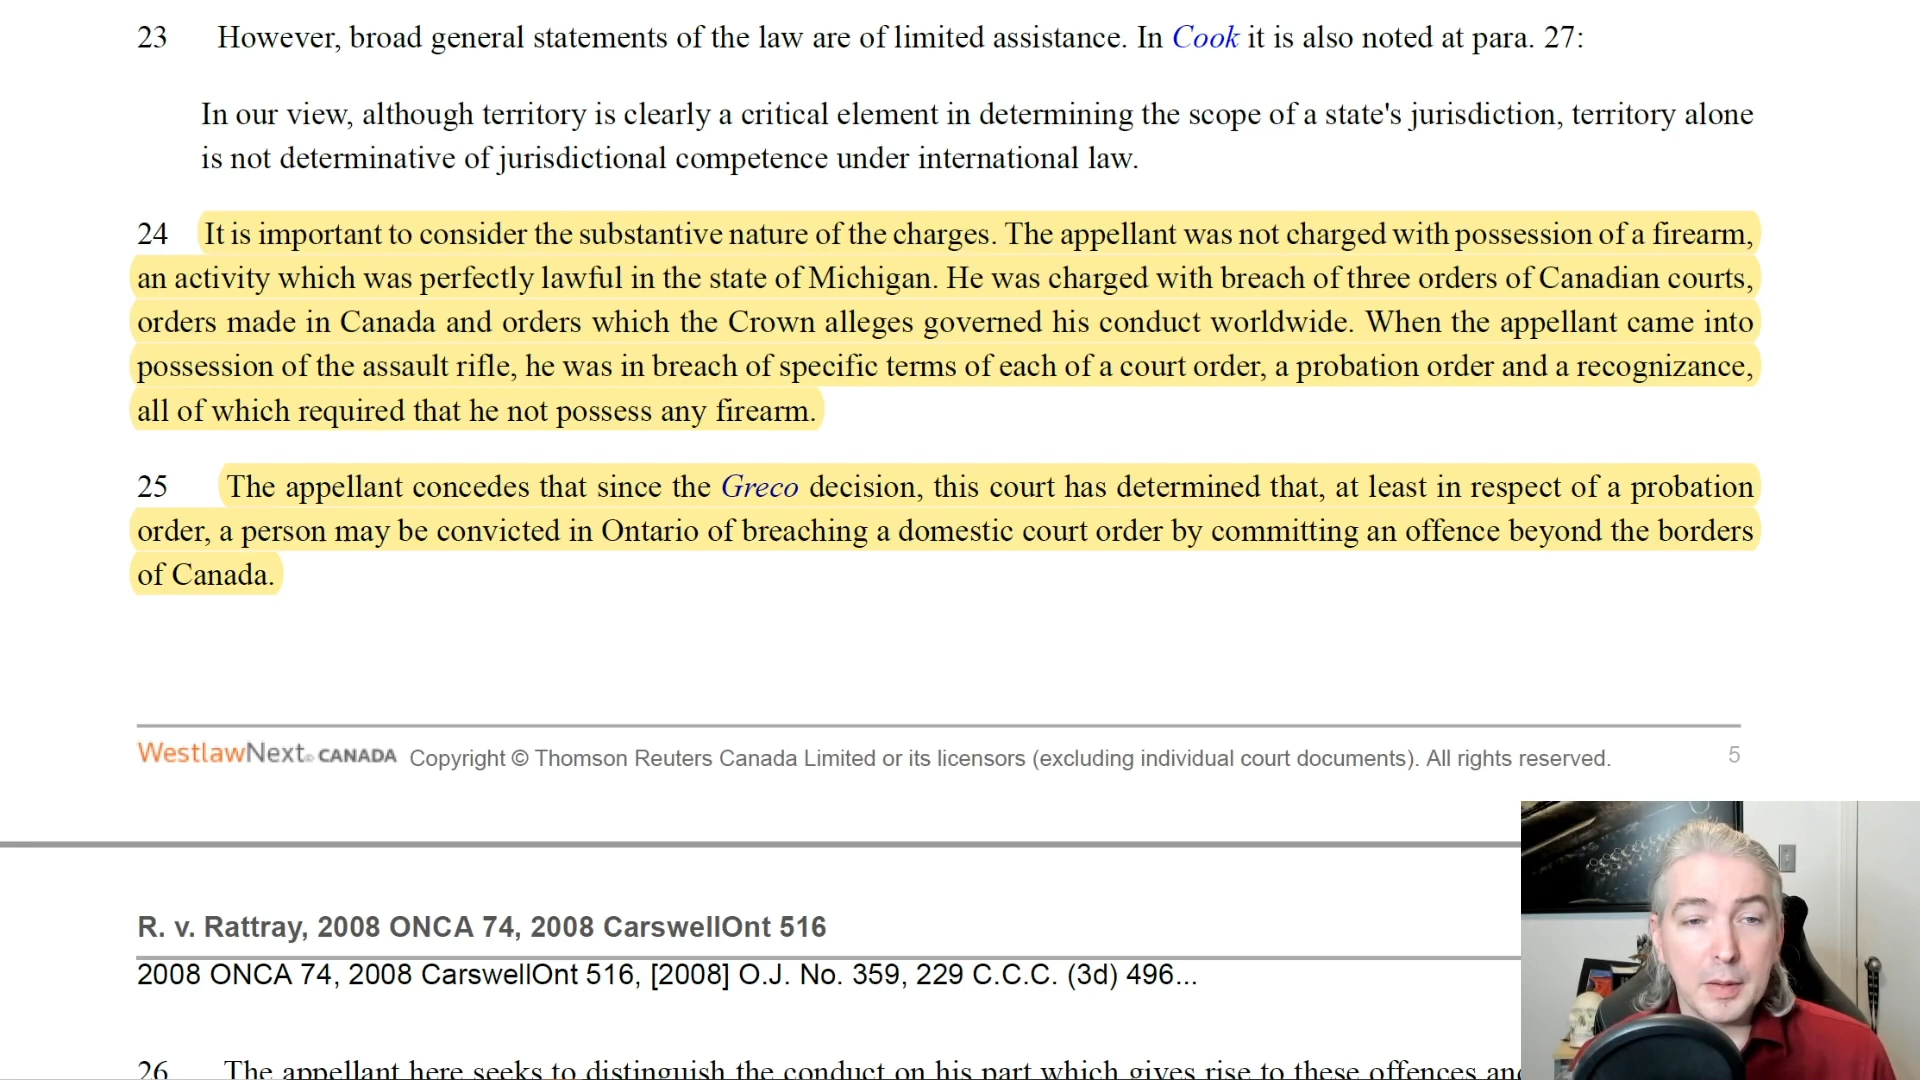 23 However, broad general statements of the law are of limited assistance. In Cook it is also noted at para. 27:
In our view, although territory is clearly a critical element in determining the scope of a state's jurisdiction, territory alone
is not determinative of jurisdictional competence under international law.
24 It is important to consider the substantive nature of the charges. The appellant was not charged with possession of a firearm,
an activity which was perfectly lawful in the state of Michigan. He was charged with breach of three orders of Canadian courts,
orders made in Canada and orders which the Crown alleges governed his conduct worldwide. When the appellant came into
possession of the assault rifle, he was in breach of specific terms of each of a court order, a probation order and a recognizance,
all of which required that he not possess any firearm.
25 The appellant concedes that since the Greco decision, this court has determined that, at least in respect of a probation
order, a person may be convicted in Ontario of breaching a domestic court order by committing an offence beyond the borders
of Canada.
WestlawNext® CANADA Copyright © Thomson Reuters Canada Limited or its licensors (excluding individual court documents). All rights reserved. 5
R. v. Rattray, 2008 ONCA 74, 2008 CarswellOnt 516
2008 ONCA 74, 2008 CarswellOnt 516, [2008] O.J. No. 359, 229 C.C.C. (3d) 496...
26 The appellant here seeks to distinguish the conduct on his part which gives rise to these offences and